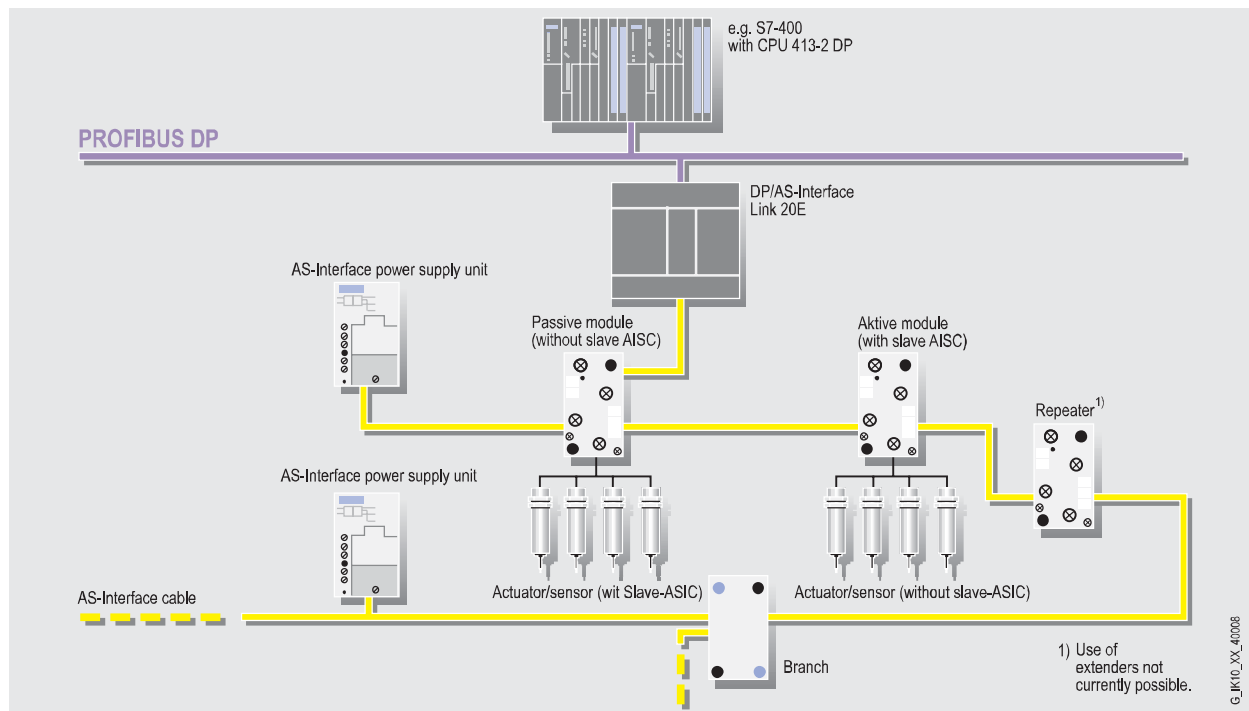 e.g. S7-400
with CPU 413-2 DP
PROFIBUS DP
DP/AS-Interface
Link 20E
AS-Interface power supply unit
Passive module
(without slave AISC)
Aktive module
(with slave AISC)
Repeater1)
AS-Interface power supply unit
Actuator/sensor (wit Slave-ASIC)
Actuator/sensor (without slave-ASIC)
AS-Interface cable
Branch
1) Use of
extenders not
currently possible.
G_IK10_XX_40008